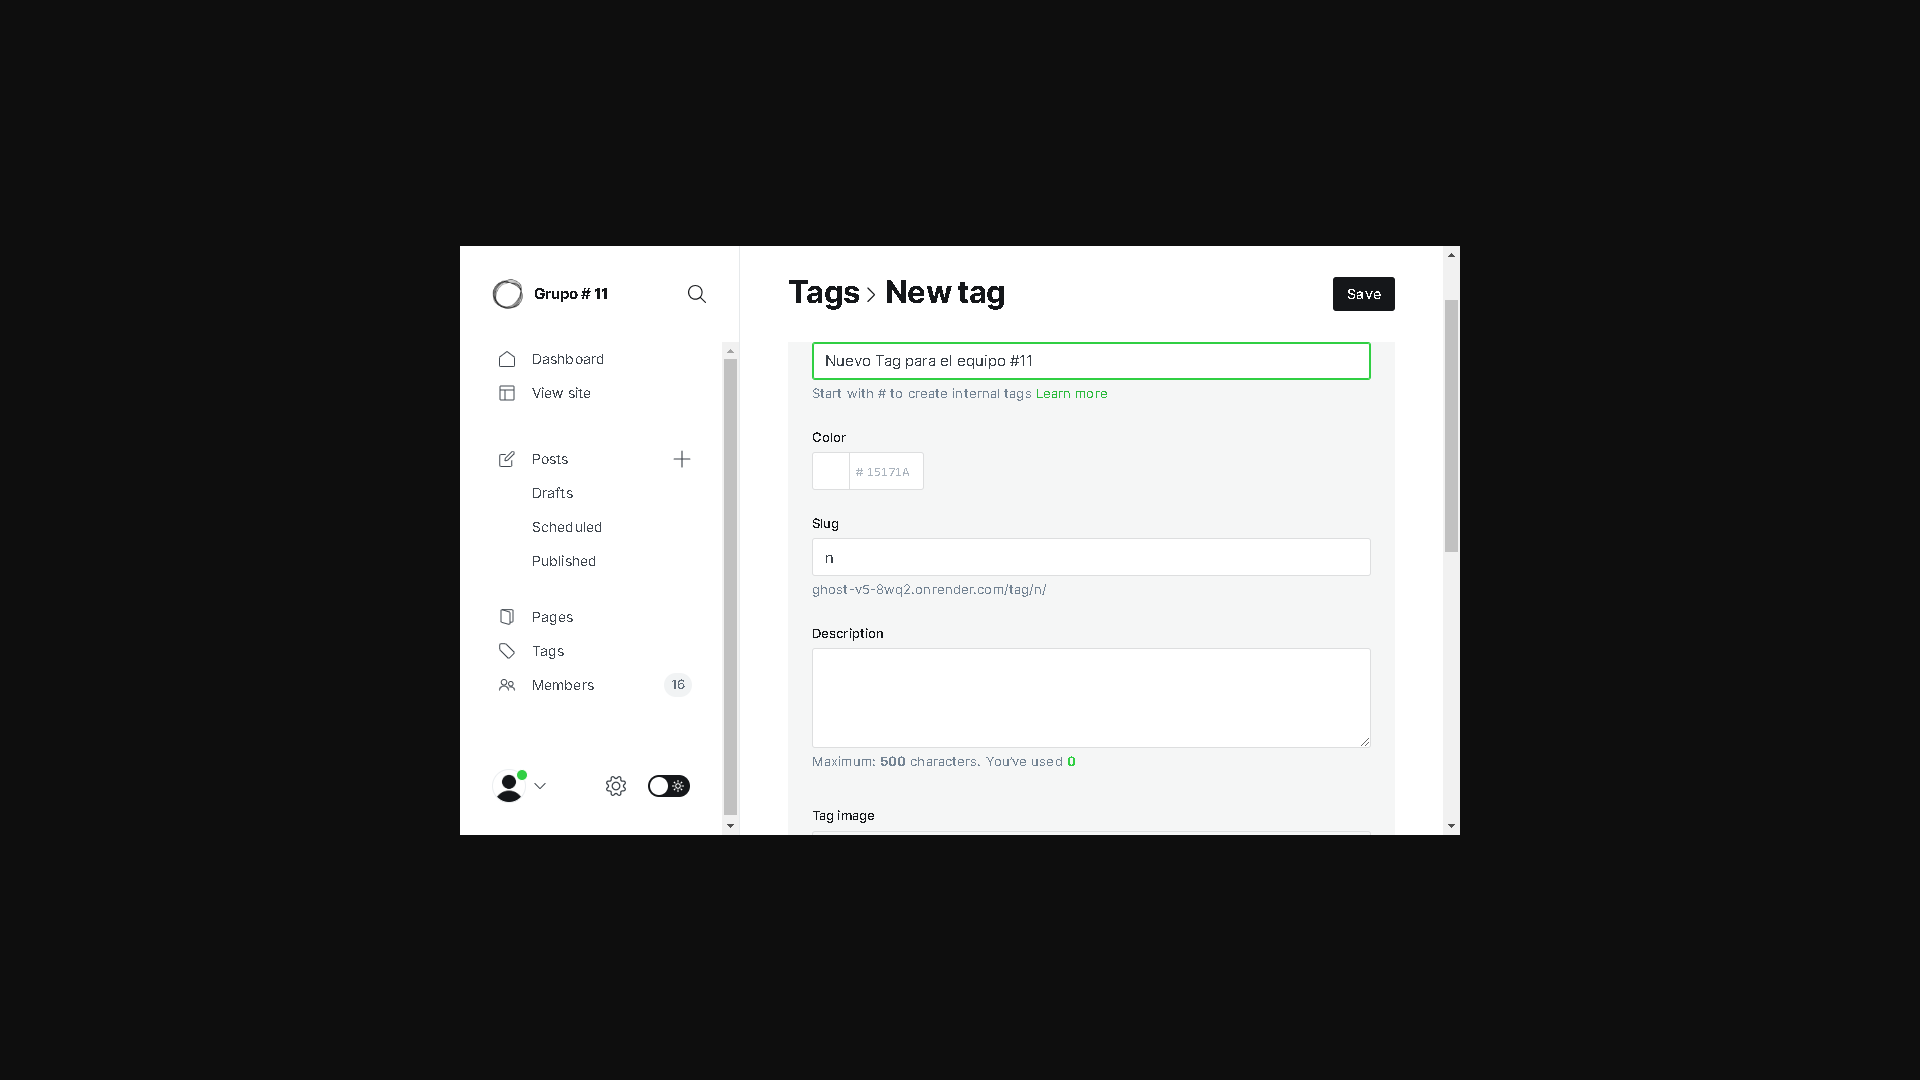 Grupo # 11
Dashboard
View site
Posts
Drafts
Scheduled
Published
Pages
Tags
Members 16
Tags › New tag
Save
Nuevo Tag para el equipo #11
Start with # to create internal tags Learn more
Color
# 15171A
Slug
n
ghost-v5-8wq2.onrender.com/tag/n/
Description
Maximum: 500 characters. You've used 0
Tag image